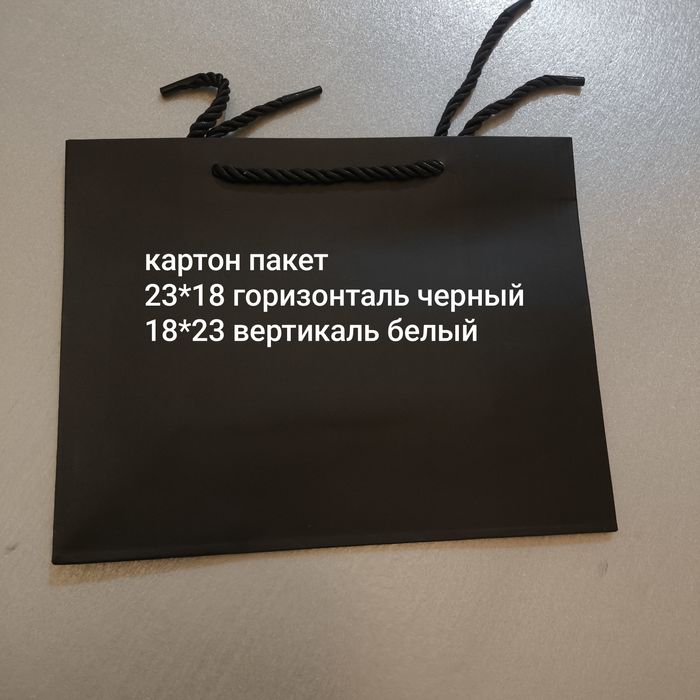 картон пакет
23*18 горизонталь черный
18*23 вертикаль белый